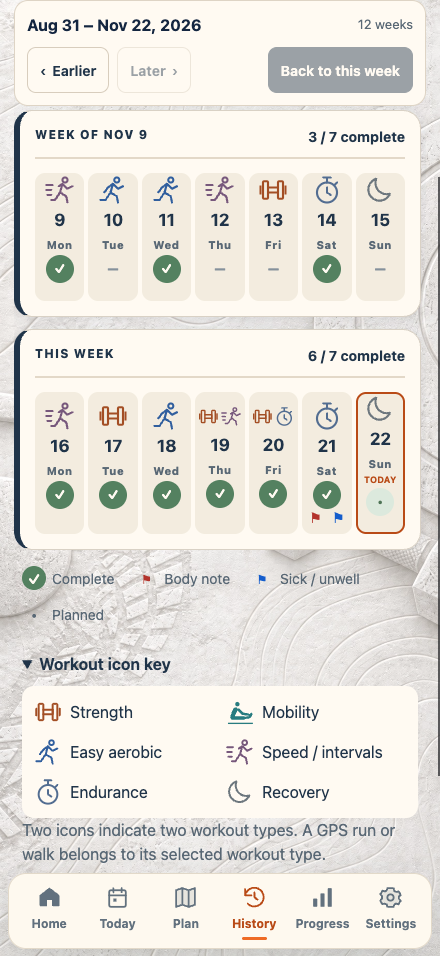 Aug 31 – Nov 22, 2026
12 weeks
‹ Earlier
Later ›
Back to this week
WEEK OF NOV 9
3 / 7 complete
9 10 11 12 13 14 15
Mon Tue Wed Thu Fri Sat Sun
– – – –
THIS WEEK
6 / 7 complete
16 17 18 19 20 21 22
Mon Tue Wed Thu Fri Sat Sun
TODAY
Complete Body note Sick / unwell
Planned
▼ Workout icon key
Strength Mobility
Easy aerobic Speed / intervals
Endurance Recovery
Two icons indicate two workout types. A GPS run or
walk belongs to its selected workout type.
Home Today Plan History Progress Settings